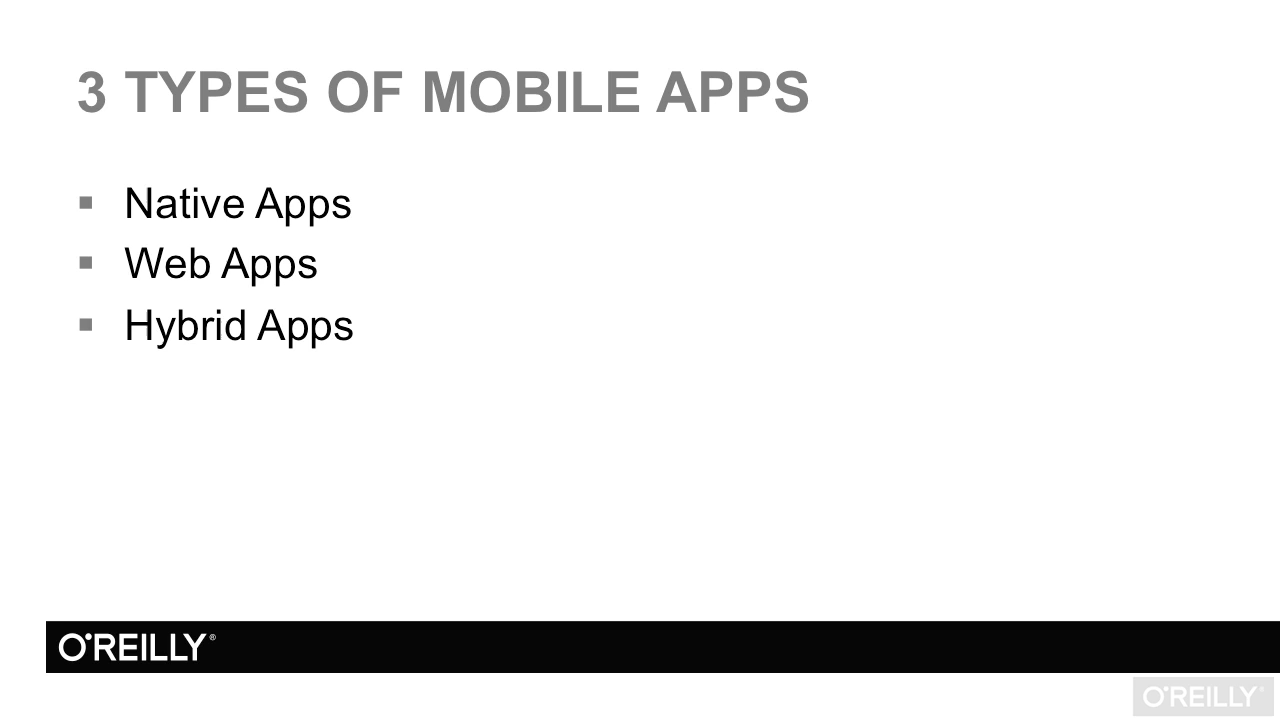 3 TYPES OF MOBILE APPS
▪ Native Apps
▪ Web Apps
▪ Hybrid Apps
O'REILLY®
O'REILLY®